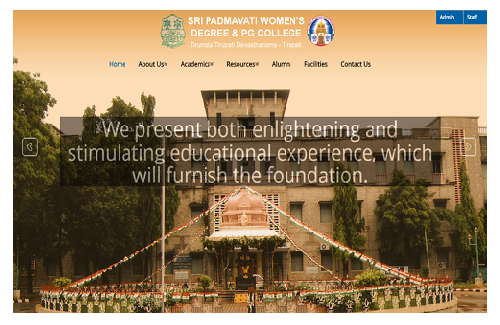 SRI PADMAVATI WOMEN'S
DEGREE & PG COLLEGE
Tirumala Tirupati Devasthanams - Tirupati
Admin Staff
Home About Us Academics Resources Alumni Facilities Contact Us
We present both enlightening and
stimulating educational experience, which
will furnish the foundation.